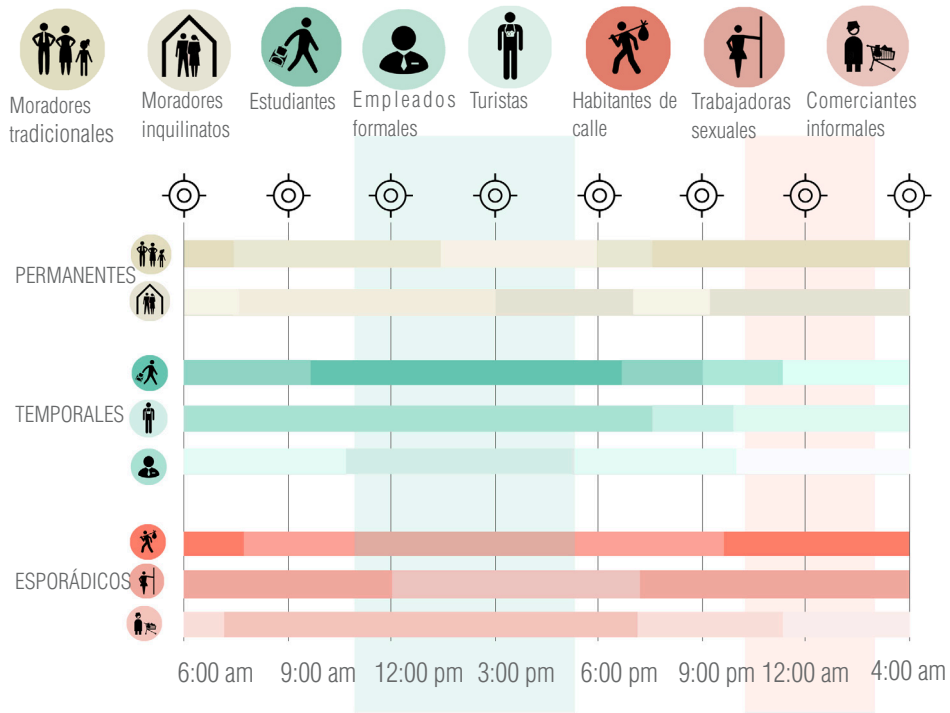 Moradores tradicionales
Moradores inquilinatos
Estudiantes
Empleados formales
Turistas
Habitantes de calle
Trabajadoras sexuales
Comerciantes informales
PERMANENTES
TEMPORALES
ESPORÁDICOS
6:00 am 9:00 am 12:00 pm 3:00 pm 6:00 pm 9:00 pm 12:00 am 4:00 am